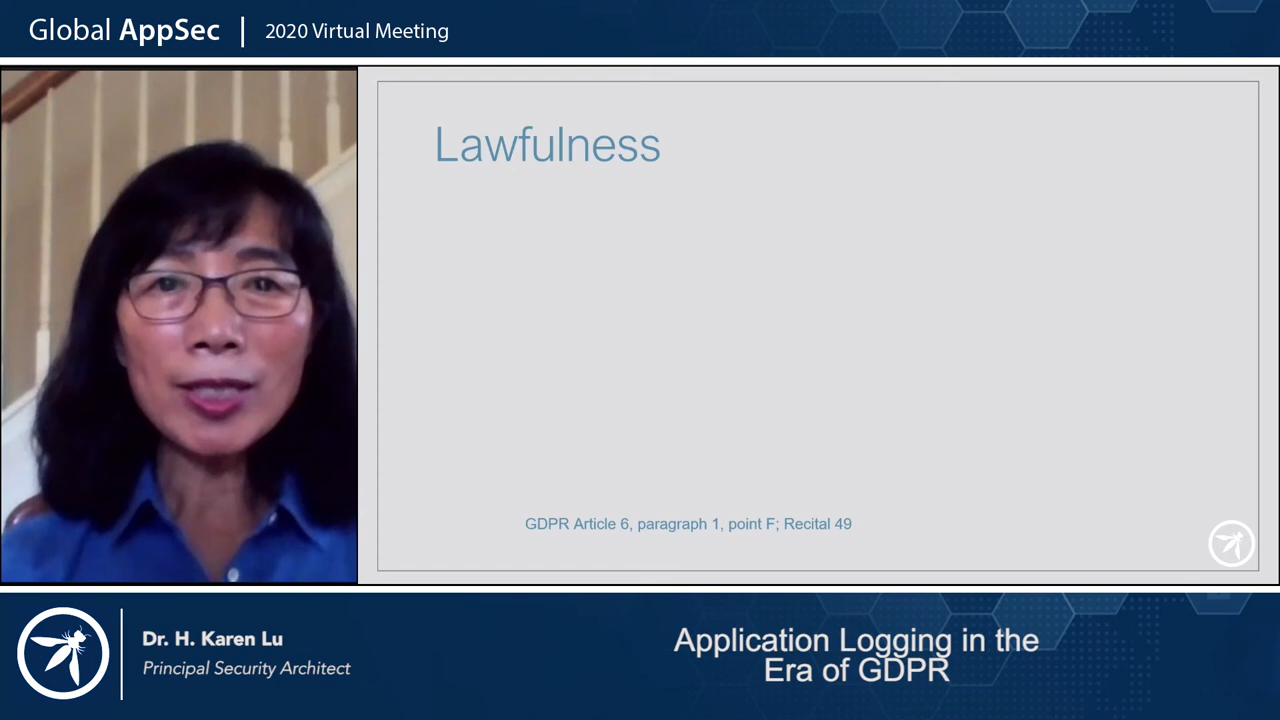 Global AppSec | 2020 Virtual Meeting
Lawfulness
GDPR Article 6, paragraph 1, point F; Recital 49
Dr. H. Karen Lu
Principal Security Architect
Application Logging in the
Era of GDPR